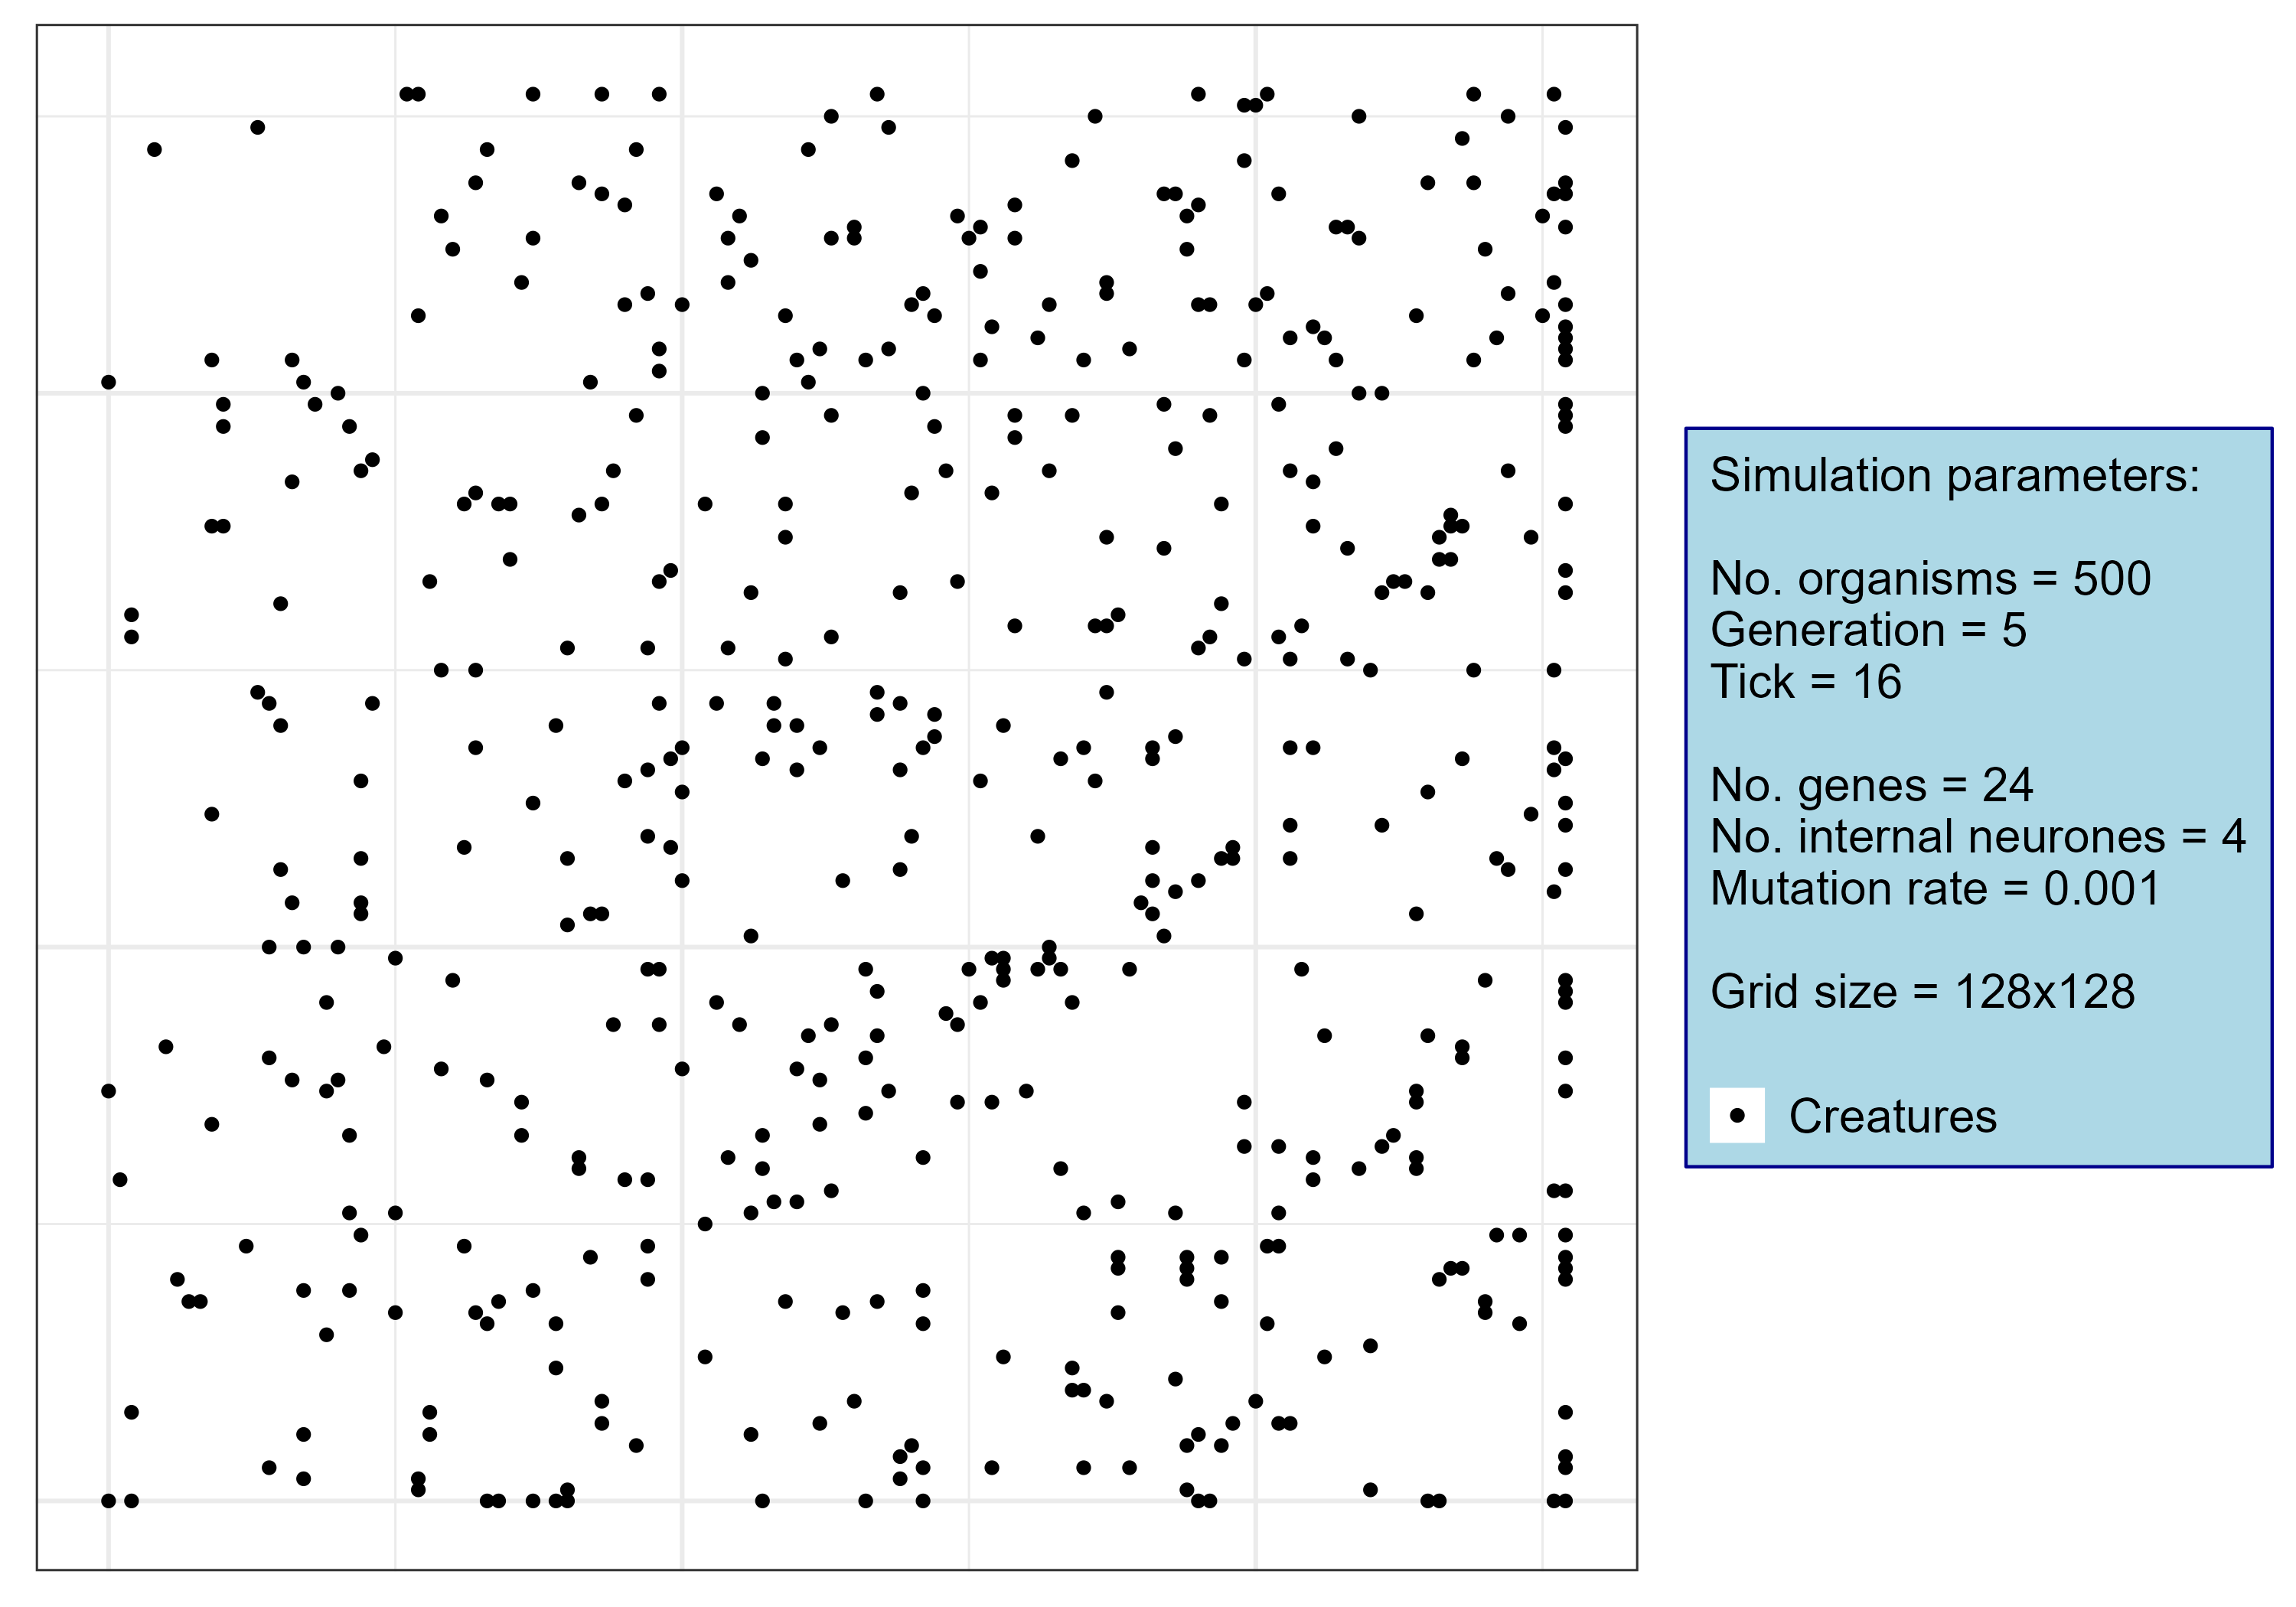 Simulation parameters:
No. organisms = 500
Generation = 5
Tick = 16
No. genes = 24
No. internal neurones = 4
Mutation rate = 0.001
Grid size = 128x128
Creatures